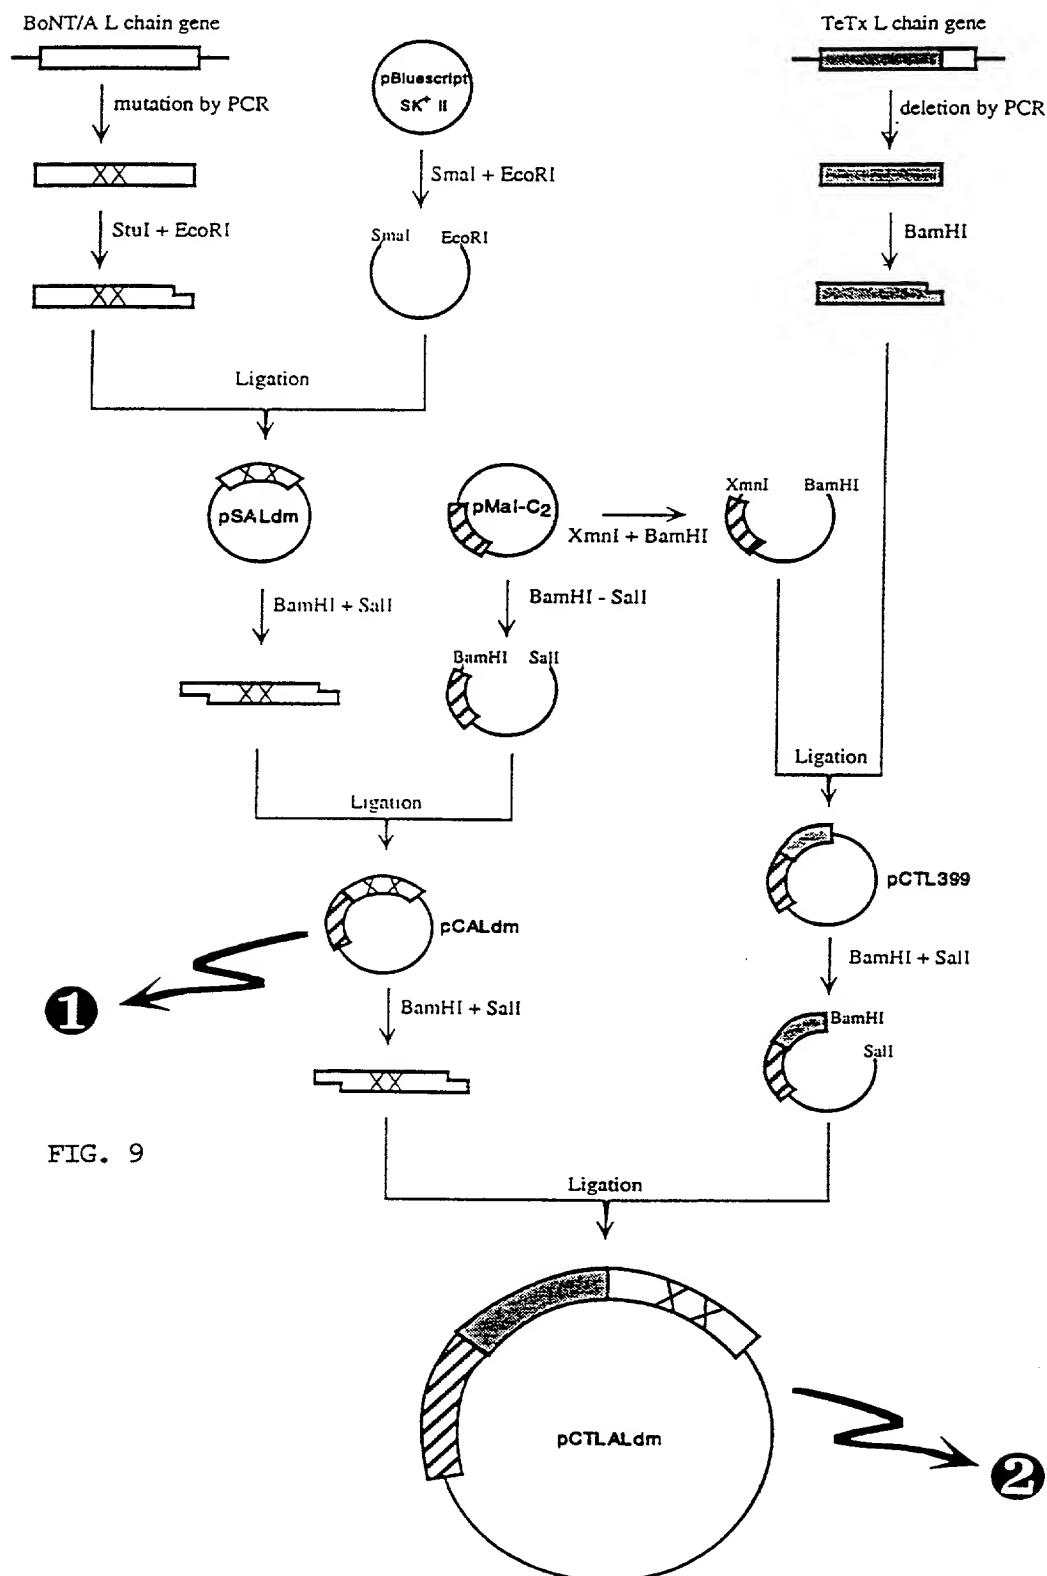 BoNT/A L chain gene
TeTx L chain gene
pBluescript
SK+ II
mutation by PCR
deletion by PCR
SmaI + EcoRI
StuI + EcoRI
SmaI
EcoRI
BamHI
Ligation
pSALdm
pMal-C2
XmnI
BamHI
XmnI + BamHI
BamHI + SalI
BamHI - SalI
BamHI
SalI
Ligation
Ligation
pCALdm
pCTL399
BamHI + SalI
1
BamHI + SalI
BamHI
SalI
FIG. 9
Ligation
pCTLALdm
2